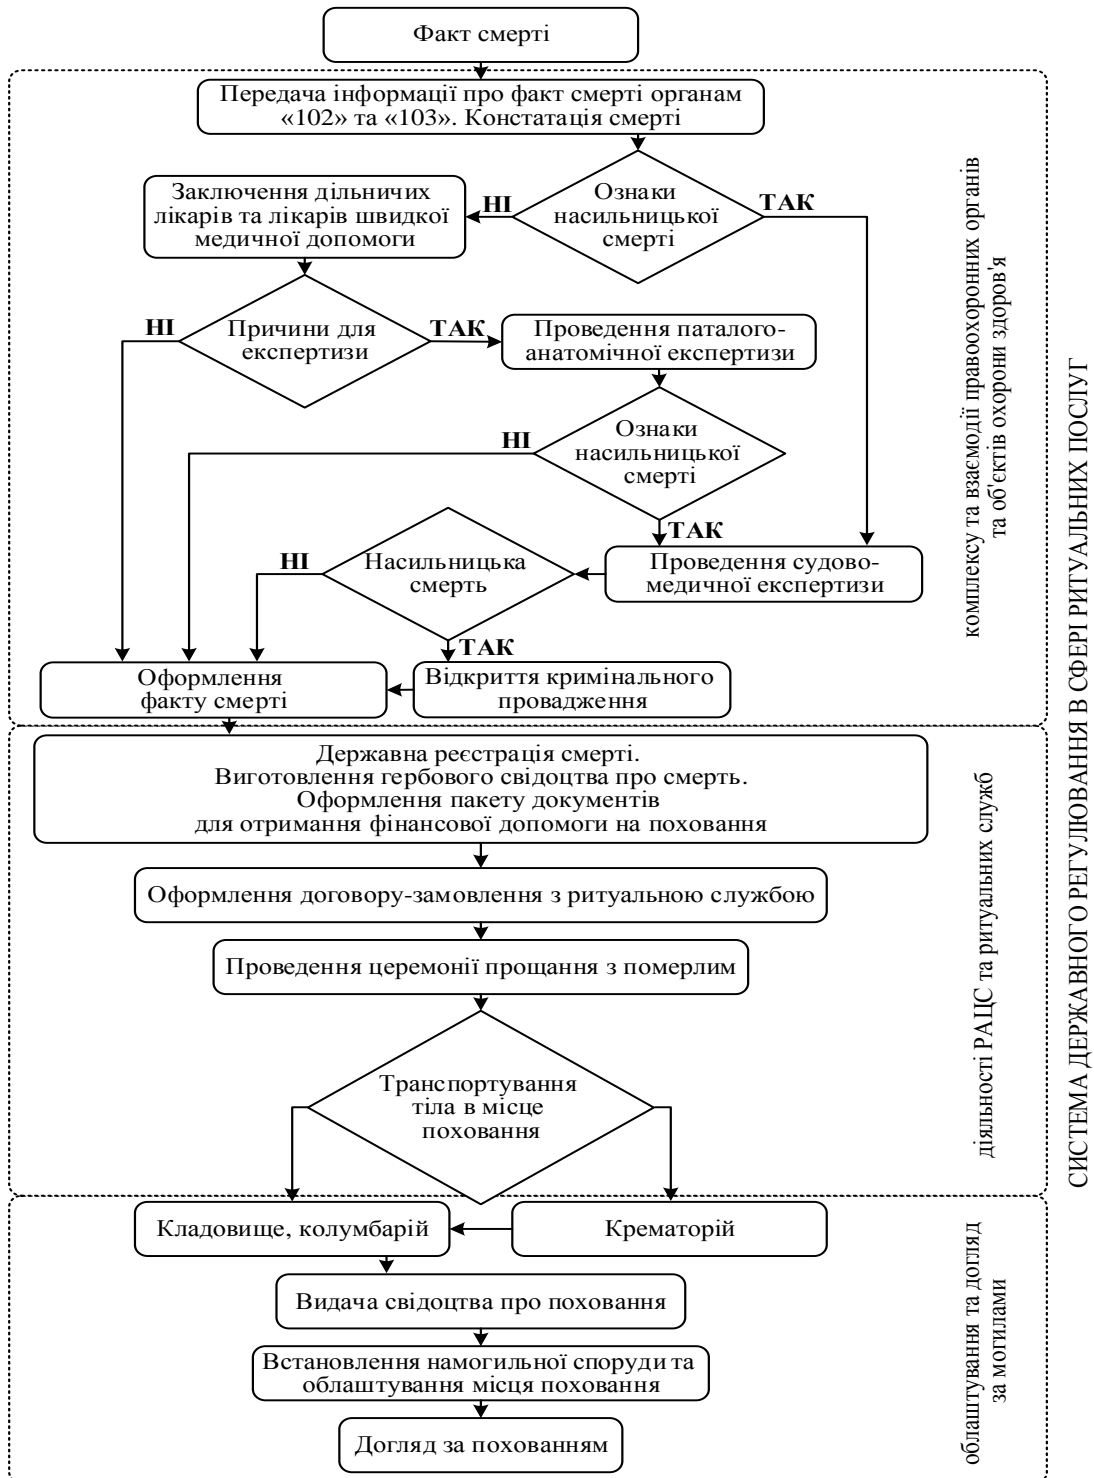 Факт смерті
Передача інформації про факт смерті органам
«102» та «103». Констатація смерті
Ознаки
насильницької
смерті
НІ
ТАК
Заключення дільничих
лікарів та лікарів швидкої
медичної допомоги
Причини для
експертизи
НІ
ТАК
Проведення паталого-
анатомічної експертизи
Ознаки
насильницької
смерті
НІ
ТАК
Проведення судово-
медичної експертизи
Насильницька
смерть
НІ
ТАК
Відкриття кримінального
провадження
Оформлення
факту смерті
комплексу та взаємодії правоохоронних органів
та об'єктів охорони здоров'я
Державна реєстрація смерті.
Виготовлення гербового свідоцтва про смерть.
Оформлення пакету документів
для отримання фінансової допомоги на поховання
Оформлення договору-замовлення з ритуальною службою
Проведення церемонії прощання з померлим
Транспортування
тіла в місце
поховання
діяльності РАЦС та ритуальних служб
Кладовище, колумбарій
Крематорій
Видача свідоцтва про поховання
Встановлення намогильної споруди та
облаштування місця поховання
Догляд за похованням
облаштування та догляд
за могилами
СИСТЕМА ДЕРЖАВНОГО РЕГУЛЮВАННЯ В СФЕРІ РИТУАЛЬНИХ ПОСЛУГ